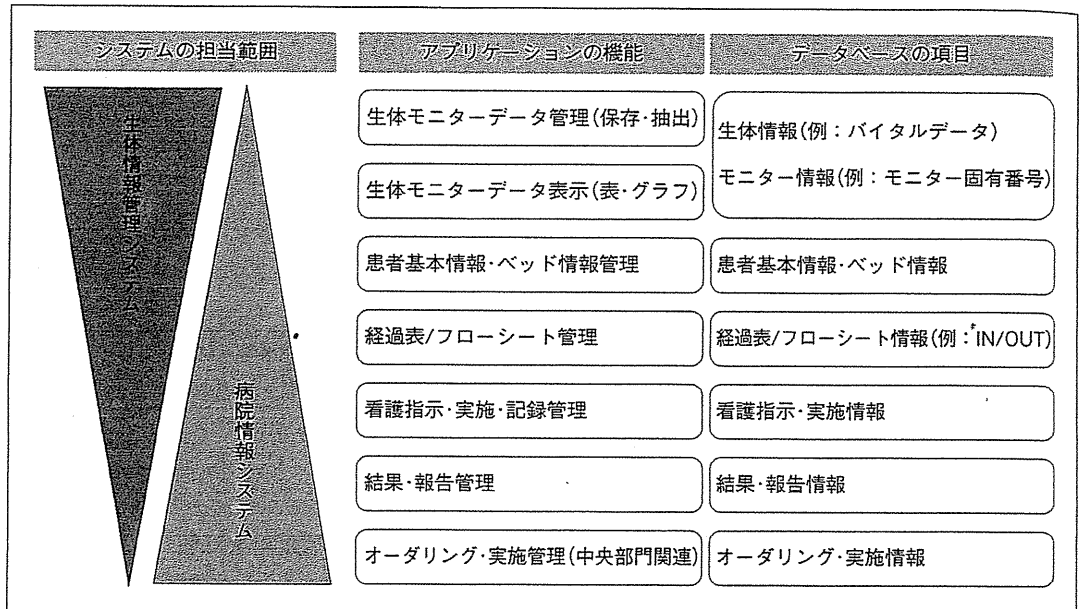 システムの担当範囲
アプリケーションの機能
データベースの項目
生体情報管理システム
病院情報システム
生体モニターデータ管理(保存・抽出)
生体モニターデータ表示(表・グラフ)
患者基本情報・ベッド情報管理
経過表/フローシート管理
看護指示・実施・記録管理
結果・報告管理
オーダリング・実施管理(中央部門関連)
生体情報(例：バイタルデータ)
モニター情報(例：モニター固有番号)
患者基本情報・ベッド情報
経過表/フローシート情報(例：IN/OUT)
看護指示・実施情報
結果・報告情報
オーダリング・実施情報